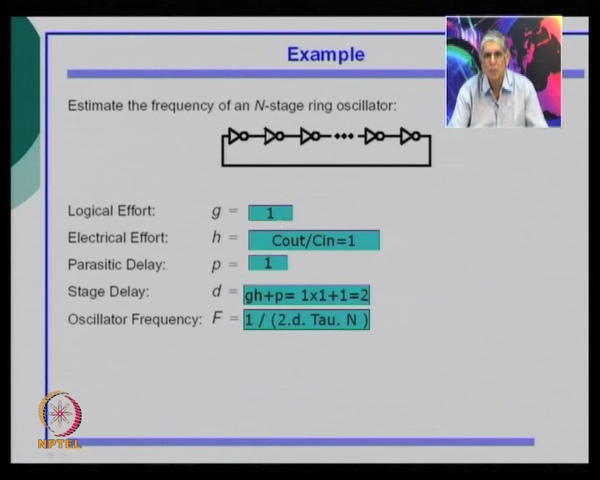 Example
Estimate the frequency of an N-stage ring oscillator:
Logical Effort: g = 1
Electrical Effort: h = Cout/Cin=1
Parasitic Delay: p = 1
Stage Delay: d = gh+p= 1x1+1=2
Oscillator Frequency: F = 1 / (2.d. Tau. N )
NPTEL